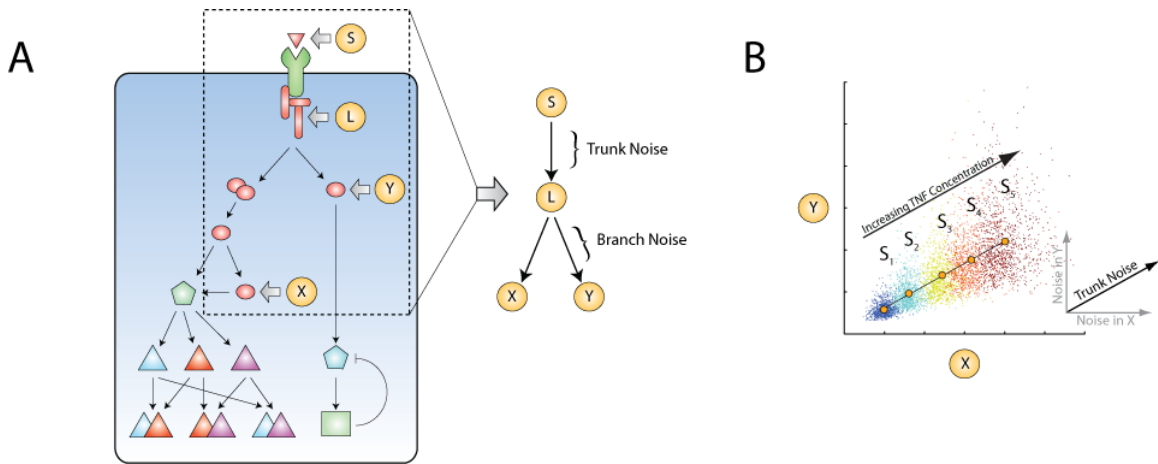 A
S
L
Y
X
S
Trunk Noise
L
Branch Noise
X
Y
B
Y
Increasing TNF Concentration
S1
S2
S3
S4
S5
Noise in Y
Trunk Noise
Noise in X
X